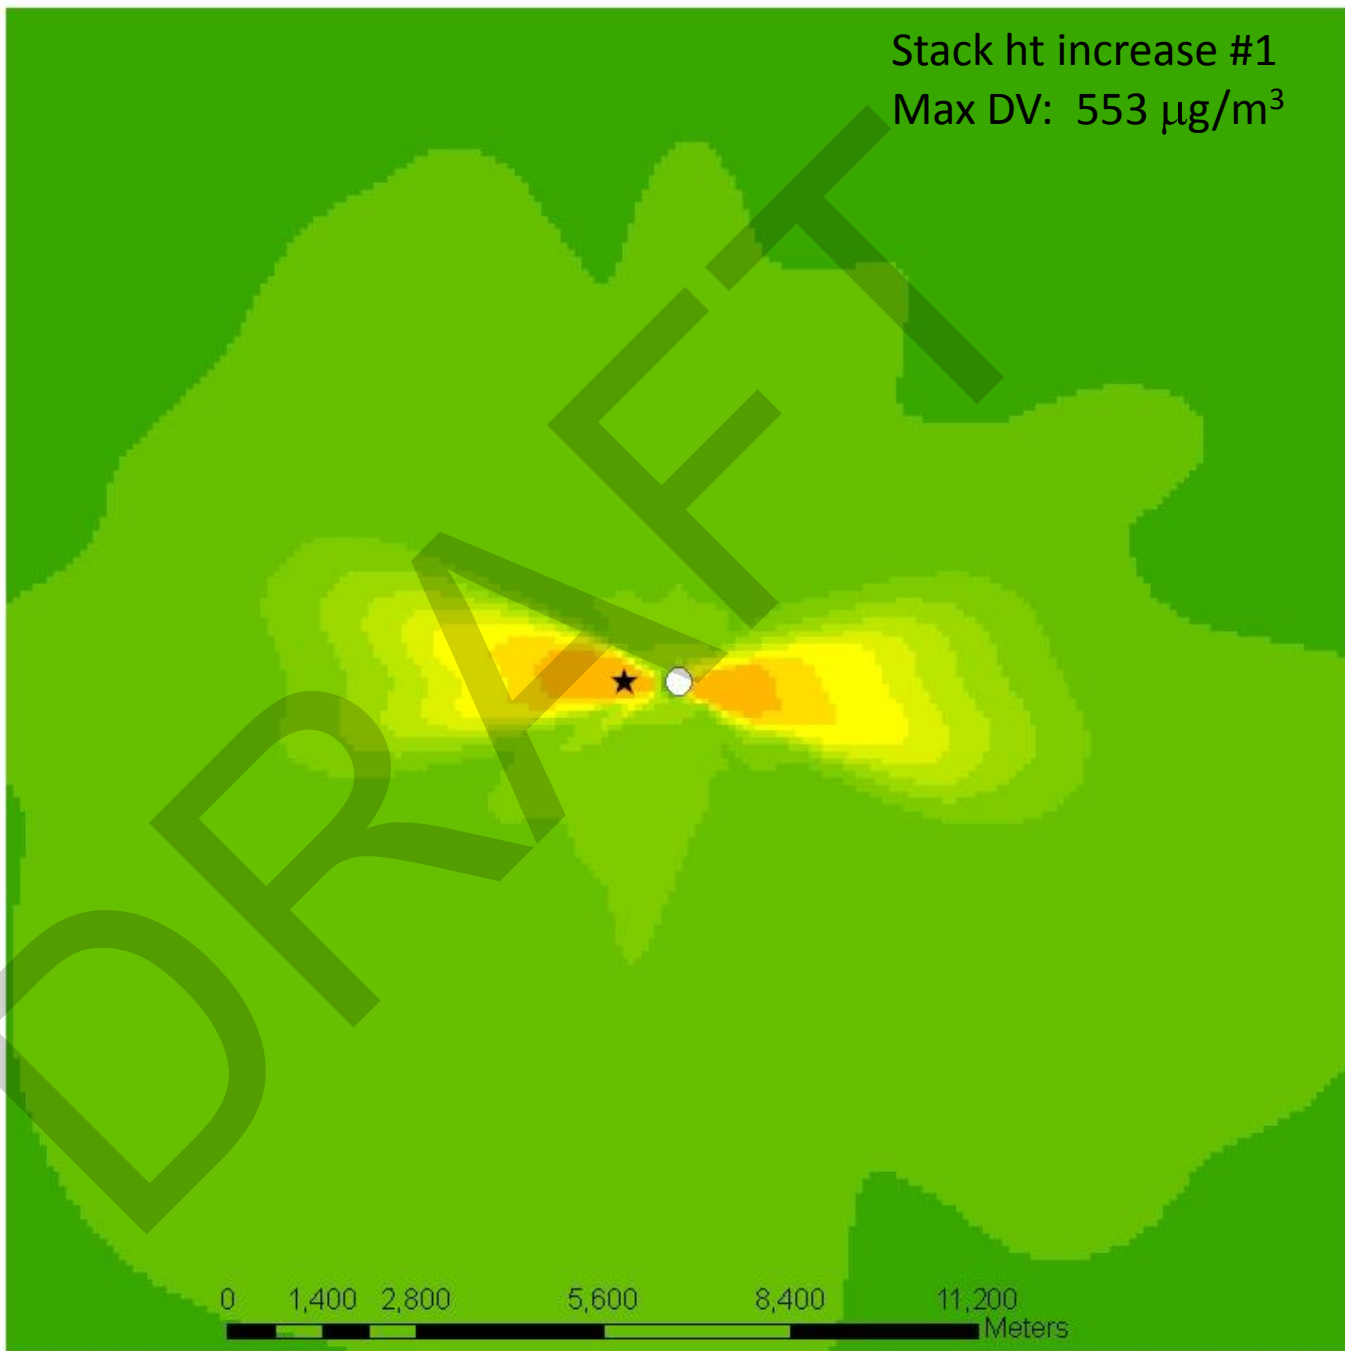 Stack ht increase #1
Max DV: 553 µg/m³
DRAFT
0 1,400 2,800 5,600 8,400 11,200
Meters